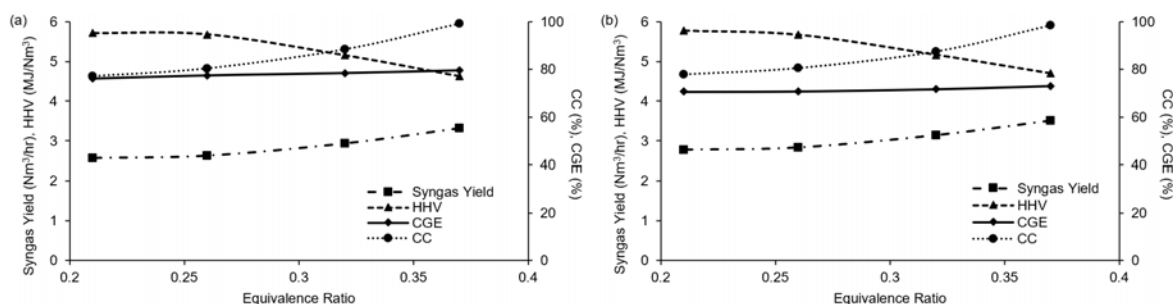 (a)
6
5
4
3
2
1
0
Syngas Yield (Nm³/hr), HHV (MJ/Nm³)
100
80
60
40
20
0
CC (%), CGE (%)
Syngas Yield
HHV
CGE
CC
0.2
0.25
0.3
0.35
0.4
Equivalence Ratio
(b)
6
5
4
3
2
1
0
Syngas Yield (Nm³/hr), HHV (MJ/Nm³)
100
80
60
40
20
0
CC (%), CGE (%)
Syngas Yield
HHV
CGE
CC
0.2
0.25
0.3
0.35
0.4
Equivalence Ratio